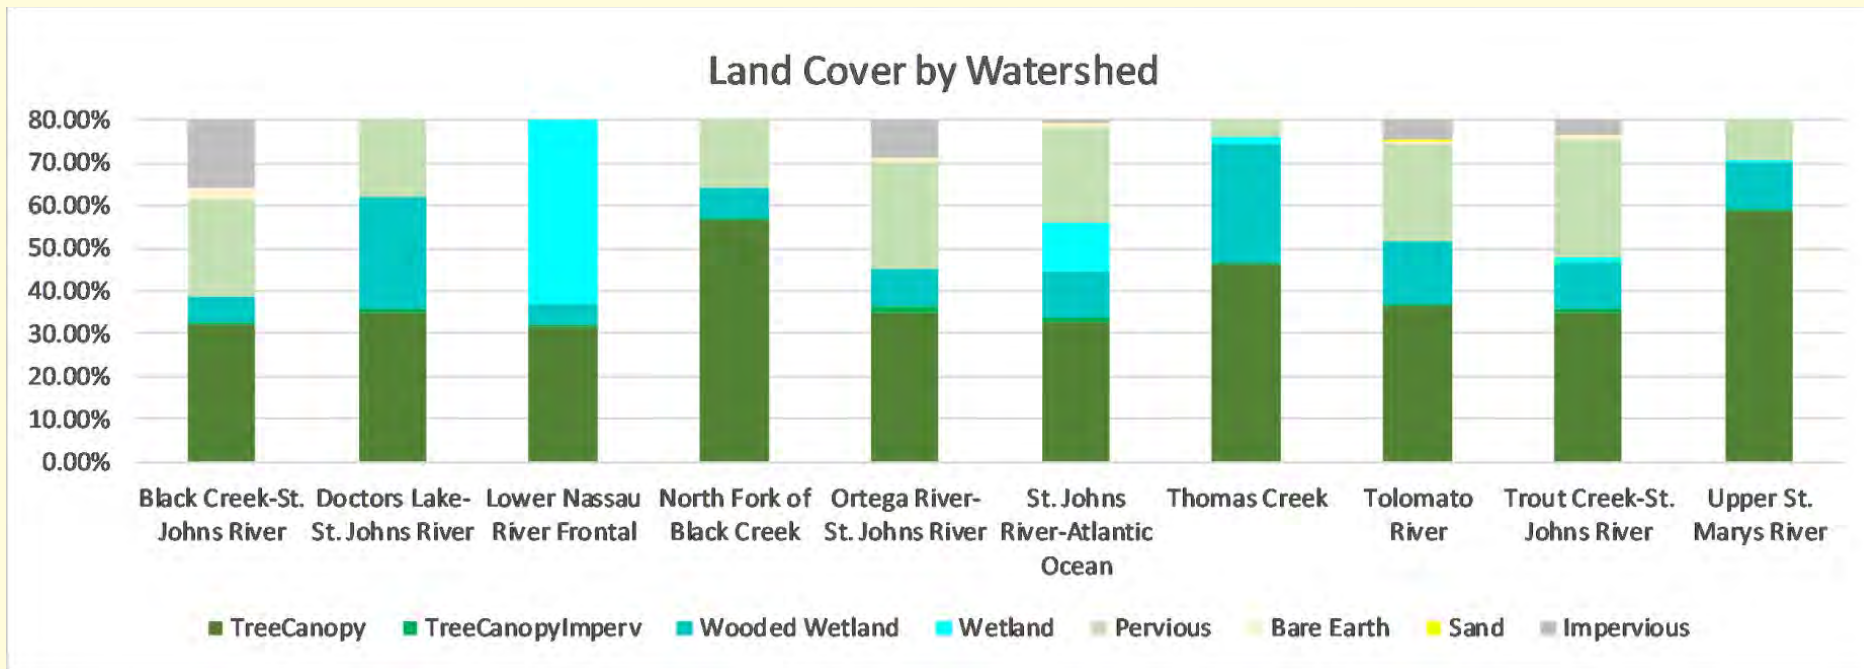 Land Cover by Watershed
80.00%
70.00%
60.00%
50.00%
40.00%
30.00%
20.00%
10.00%
0.00%
Black Creek-St.
Johns River
Doctors Lake-
St. Johns River
Lower Nassau
River Frontal
North Fork of
Black Creek
Ortega River-
St. Johns River
St. Johns
River-Atlantic
Ocean
Thomas Creek
Tolomato
River
Trout Creek-St.
Johns River
Upper St.
Marys River
TreeCanopy
TreeCanopyImperv
Wooded Wetland
Wetland
Pervious
Bare Earth
Sand
Impervious